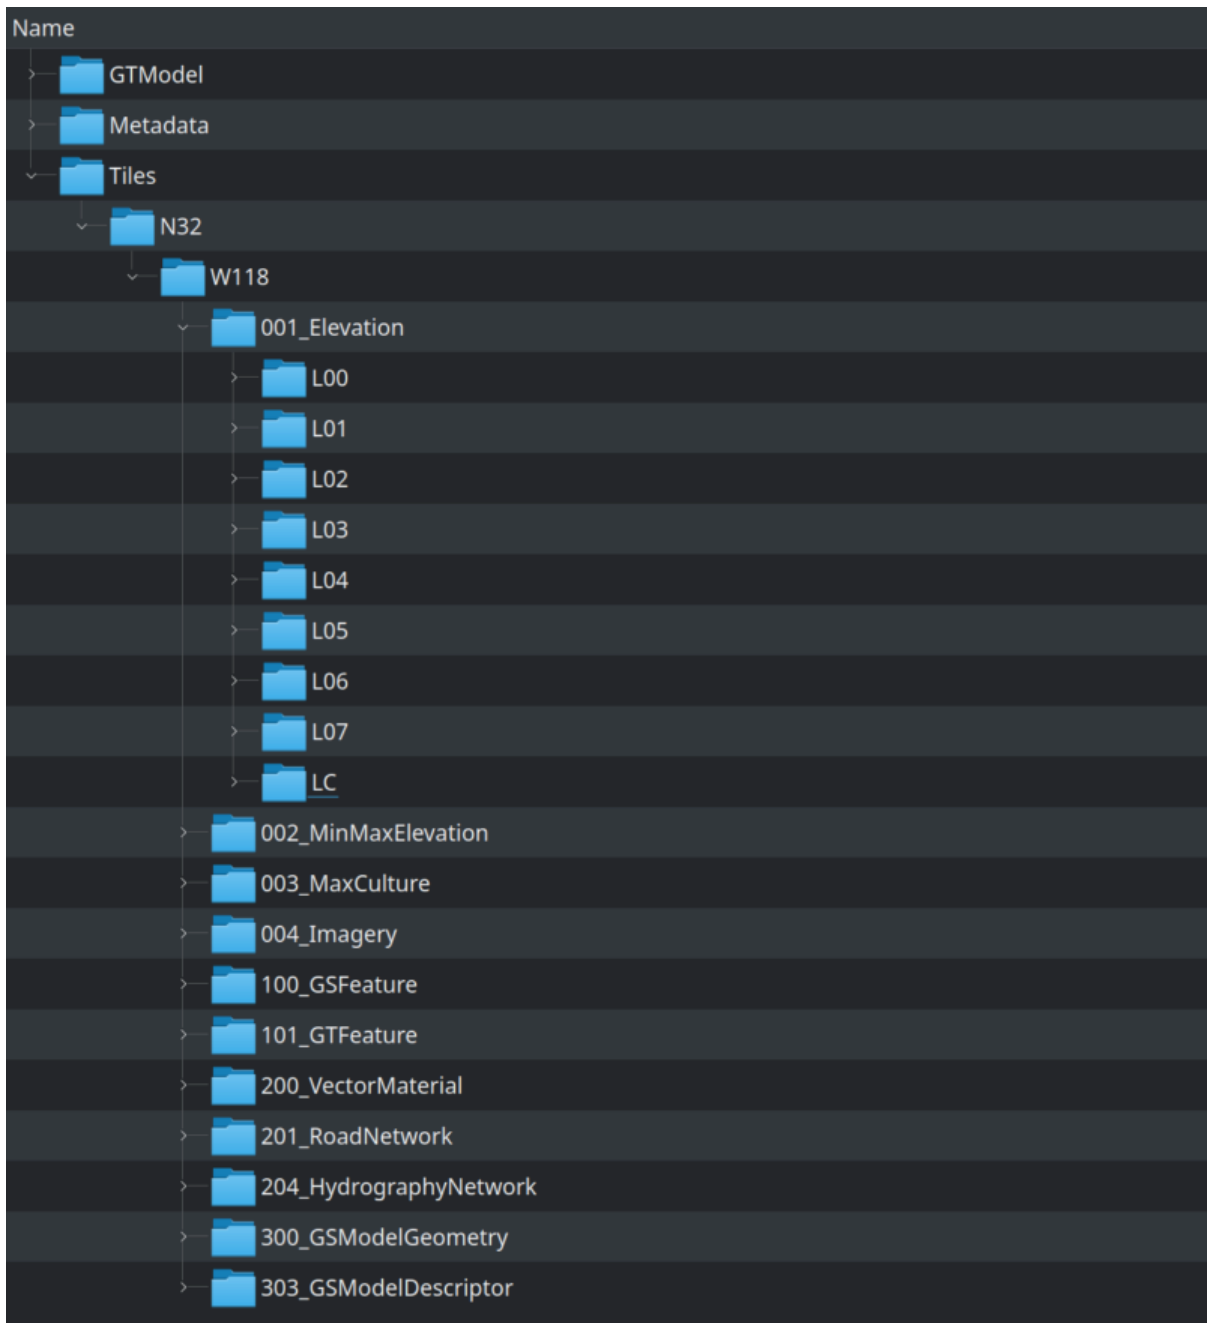 Name
GTModel
Metadata
Tiles
N32
W118
001_Elevation
L00
L01
L02
L03
L04
L05
L06
L07
LC
002_MinMaxElevation
003_MaxCulture
004_Imagery
100_GSFeature
101_GTFeature
200_VectorMaterial
201_RoadNetwork
204_HydrographyNetwork
300_GSModelGeometry
303_GSModelDescriptor